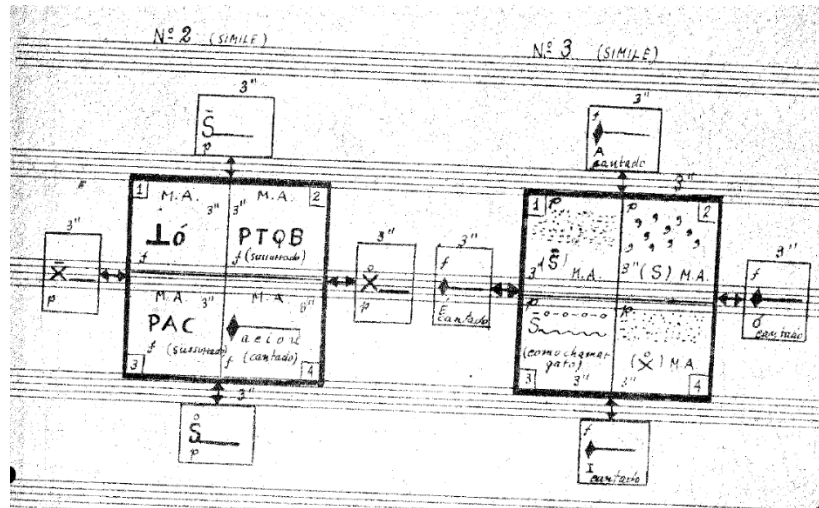 Nº 2 (SIMILE)
3"
S̄
p
1 M.A. 3"
⊥ó
f
3" M.A. 2
PTQB
f (sussurrado)
3"
X̄
p
3"
X̊
p
M.A. 3"
PAC
f (sussurrado)
3
M.A. 3"
a e i o u
f (cantado)
4
3"
S̊
p
Nº 3 (SIMILE)
3"
f
A
cantado
3"
1 p
3" (S̄) M.A.
p 2
3" (S) M.A.
3"
f
É
cantado
3"
f
Ó
cantado
p
S̄
(como chamar
gato)
3 3"
p
(X̊) M.A.
3" 4
f
I
cantado